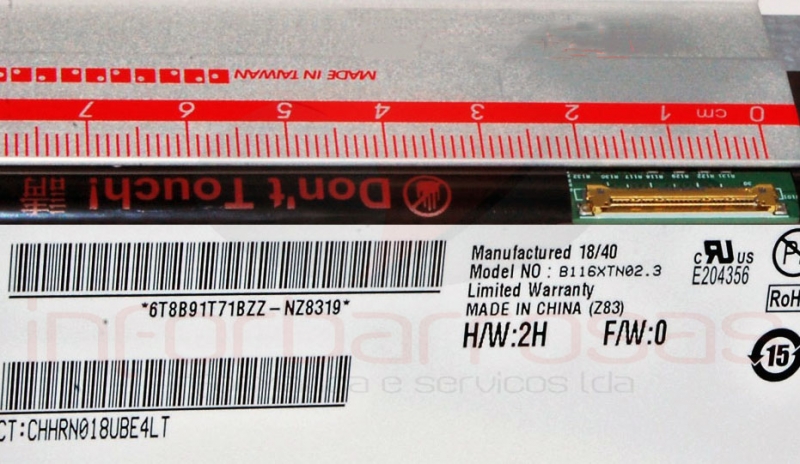 MADE IN TAIWAN
7 6 5 4 3 2 1 cm 0
Don't Touch!
*6T8B91T71BZZ-NZ8319*
CT:CHHRN018UBE4LT
Manufactured 18/40
Model NO : B116XTN02.3
Limited Warranty
MADE IN CHINA (Z83)
H/W:2H F/W:0
c RU US
E204356
P
RoH
15
inforbarrosas
a e servicos lda